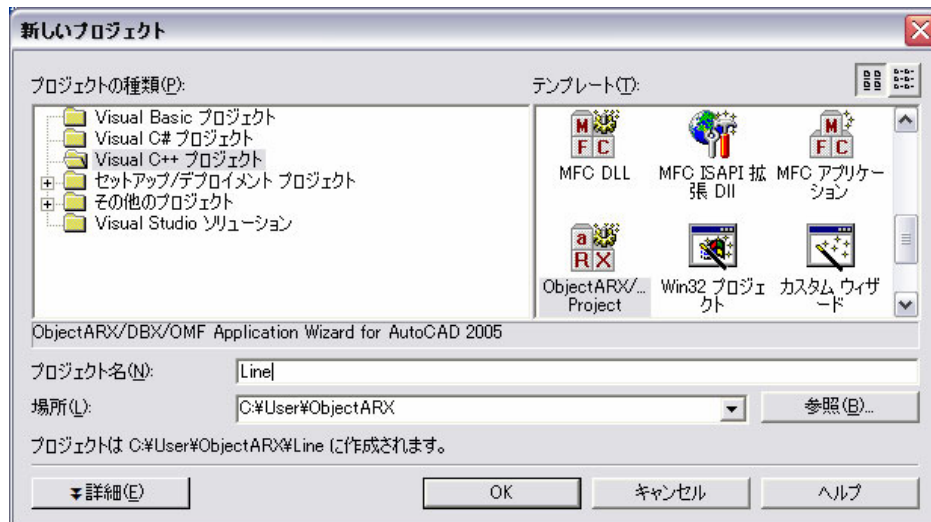 新しいプロジェクト
プロジェクトの種類(P):
テンプレート(T):
Visual Basic プロジェクト
Visual C# プロジェクト
Visual C++ プロジェクト
セットアップ/デプロイメント プロジェクト
その他のプロジェクト
Visual Studio ソリューション
MFC
MFC DLL
MFC ISAPI 拡
張 Dll
MFC
MFC アプリケー
ション
aRX
ObjectARX/...
Project
Win32 プロジェ
クト
カスタム ウィザ
ード
ObjectARX/DBX/OMF Application Wizard for AutoCAD 2005
プロジェクト名(N):
Line
場所(L):
C:¥User¥ObjectARX
参照(B)...
プロジェクトは C:¥User¥ObjectARX¥Line に作成されます。
詳細(E)
OK
キャンセル
ヘルプ